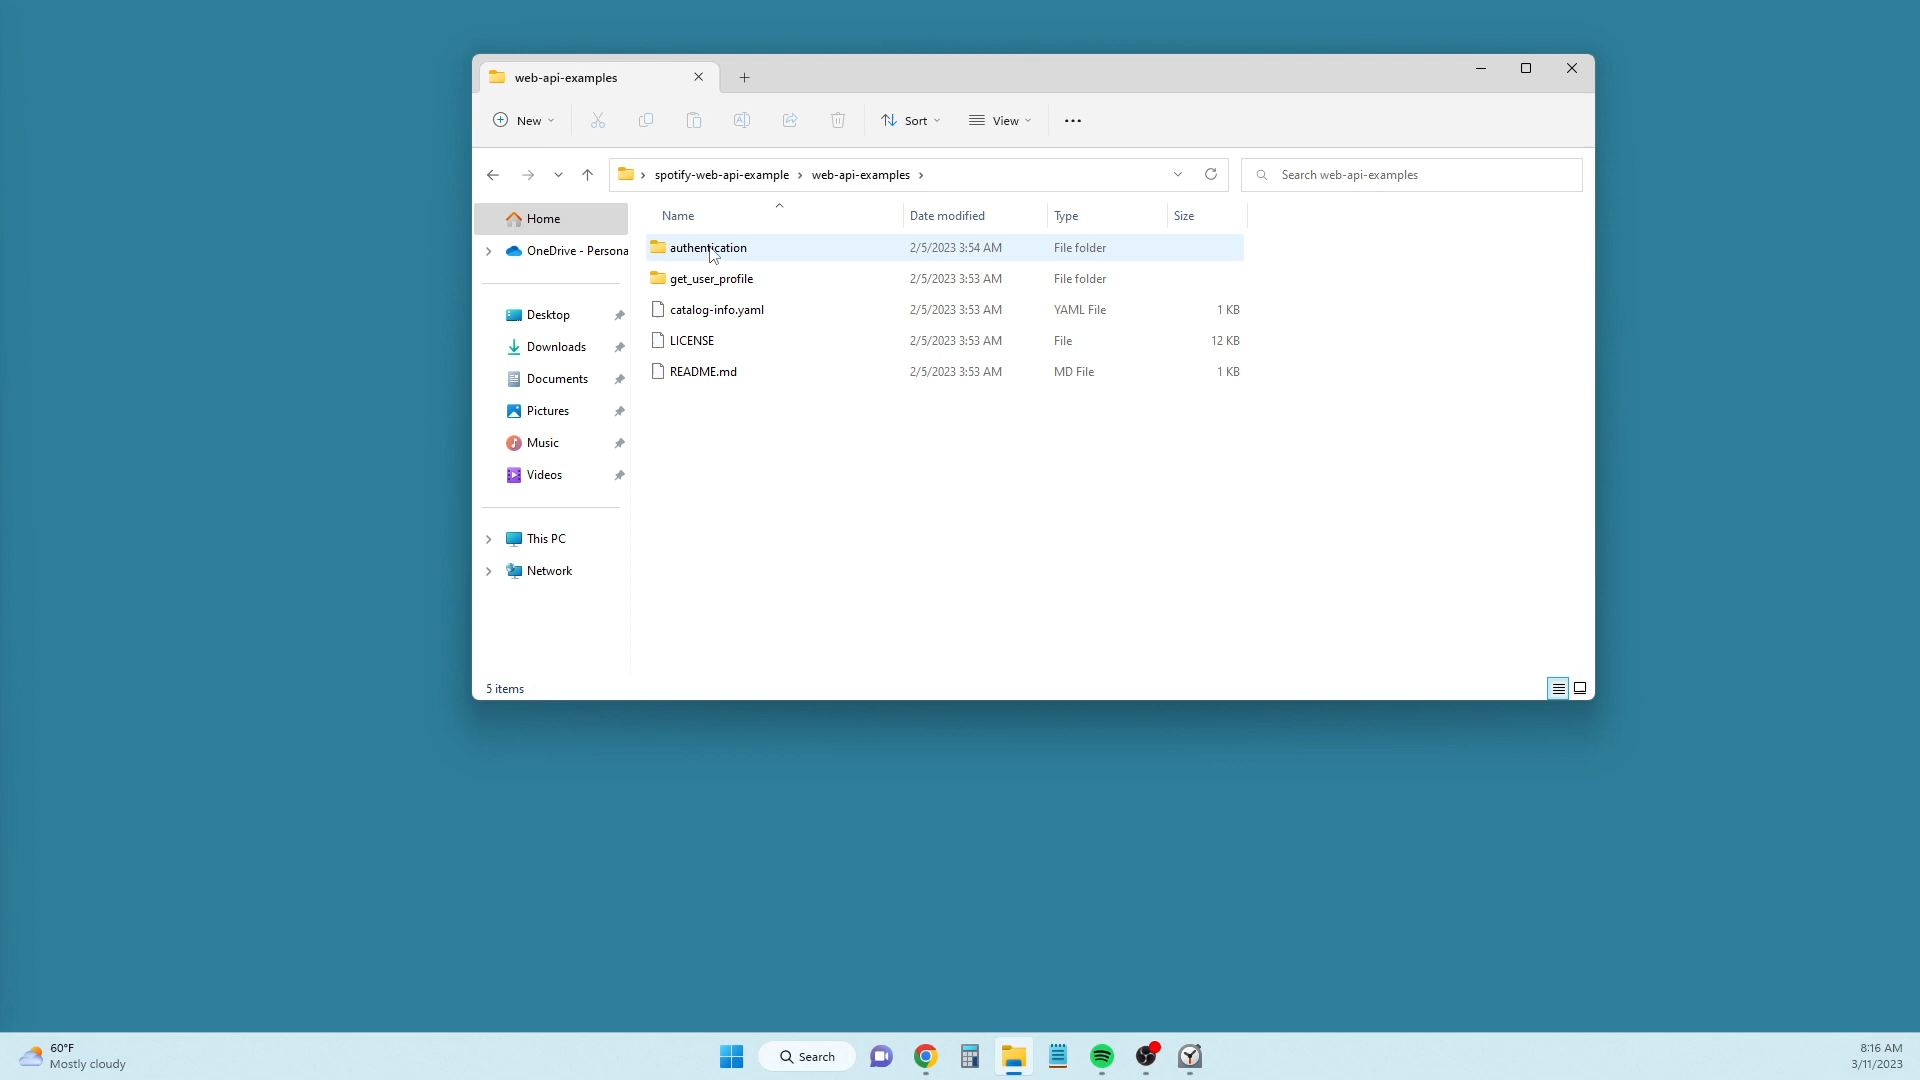 web-api-examples
New
Sort
View
spotify-web-api-example
web-api-examples
Search web-api-examples
Home
OneDrive - Persona
Desktop
Downloads
Documents
Pictures
Music
Videos
This PC
Network
Name Date modified Type Size
authentication 2/5/2023 3:54 AM File folder
get_user_profile 2/5/2023 3:53 AM File folder
catalog-info.yaml 2/5/2023 3:53 AM YAML File 1 KB
LICENSE 2/5/2023 3:53 AM File 12 KB
README.md 2/5/2023 3:53 AM MD File 1 KB
5 items
60°F
Mostly cloudy
Search
8:16 AM
3/11/2023